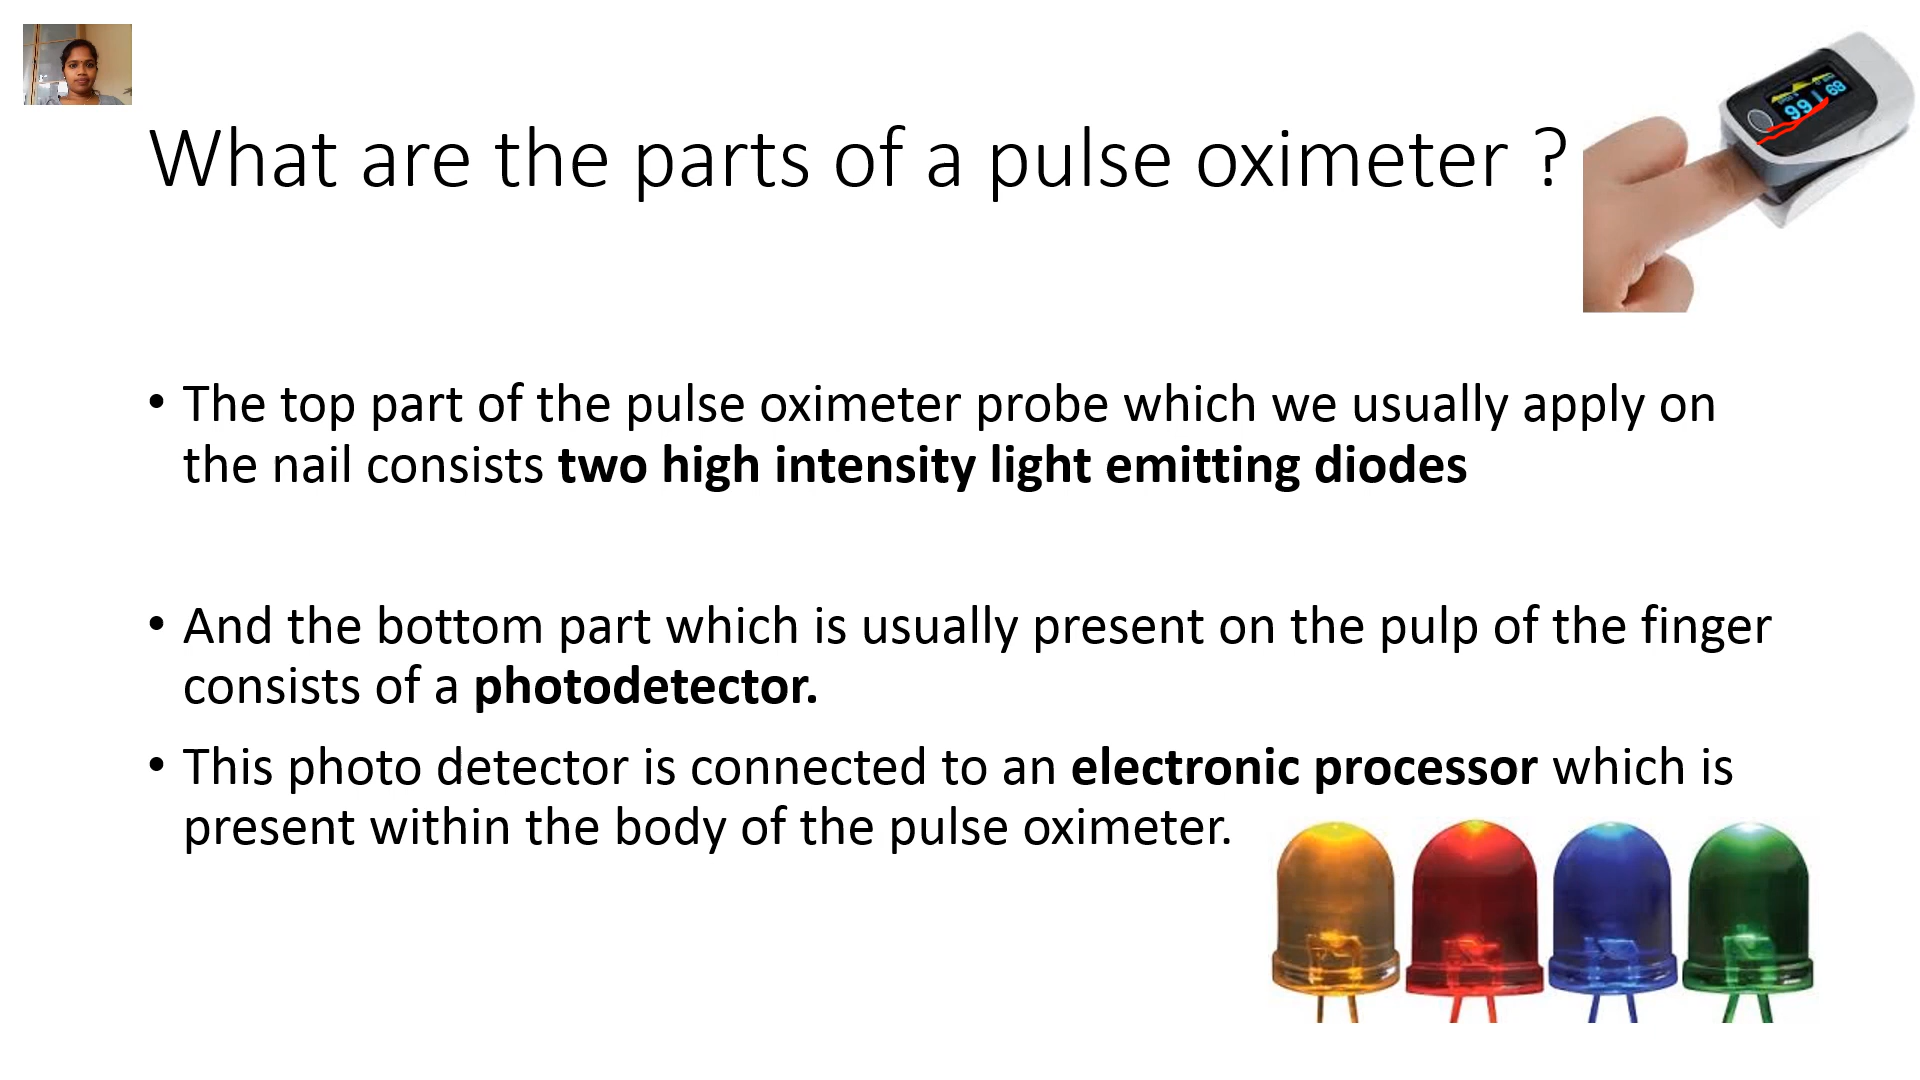 What are the parts of a pulse oximeter ?
99 68
• The top part of the pulse oximeter probe which we usually apply on
the nail consists two high intensity light emitting diodes
• And the bottom part which is usually present on the pulp of the finger
consists of a photodetector.
• This photo detector is connected to an electronic processor which is
present within the body of the pulse oximeter.